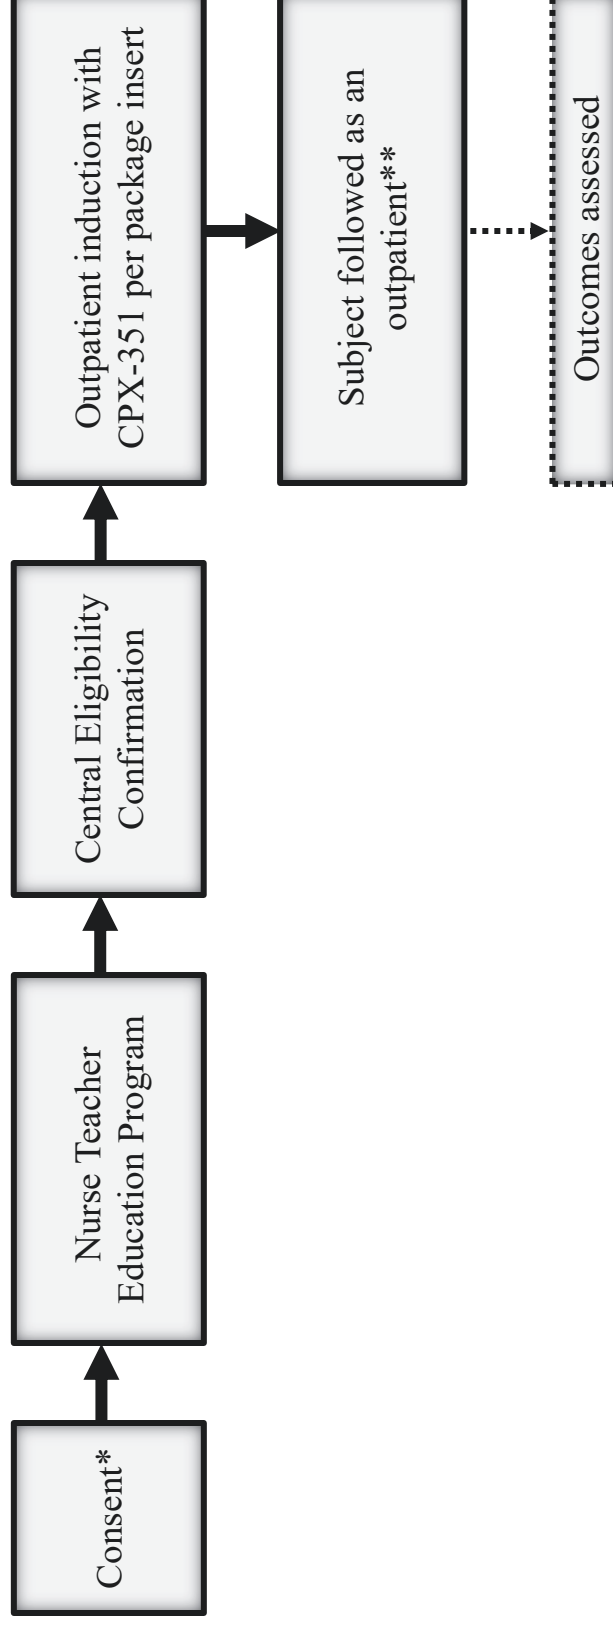 Consent*
Nurse Teacher
Education Program
Central Eligibility
Confirmation
Outpatient induction with
CPX-351 per package insert
Subject followed as an
outpatient**
Outcomes assessed